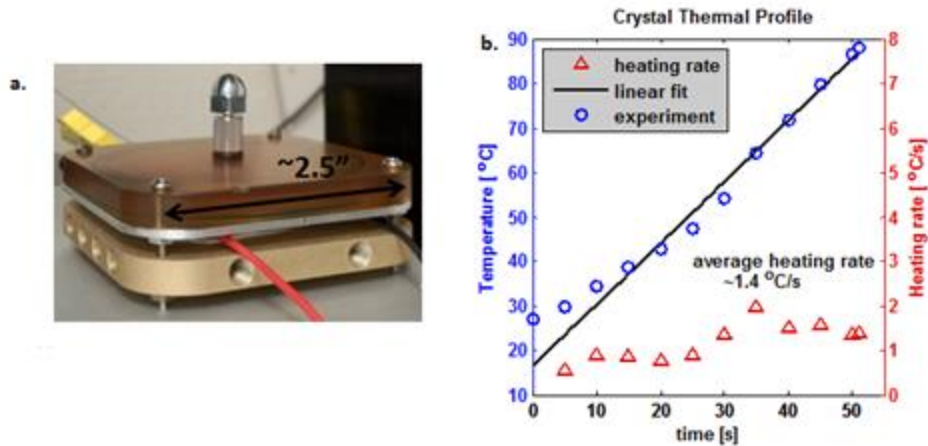 a.
~2.5”
Crystal Thermal Profile
b.
heating rate
linear fit
experiment
average heating rate
~1.4 °C/s
Temperature [ °C]
90
80
70
60
50
40
30
20
10
Heating rate [ °C/s]
8
7
6
5
4
3
2
1
0
0 10 20 30 40 50
time [s]